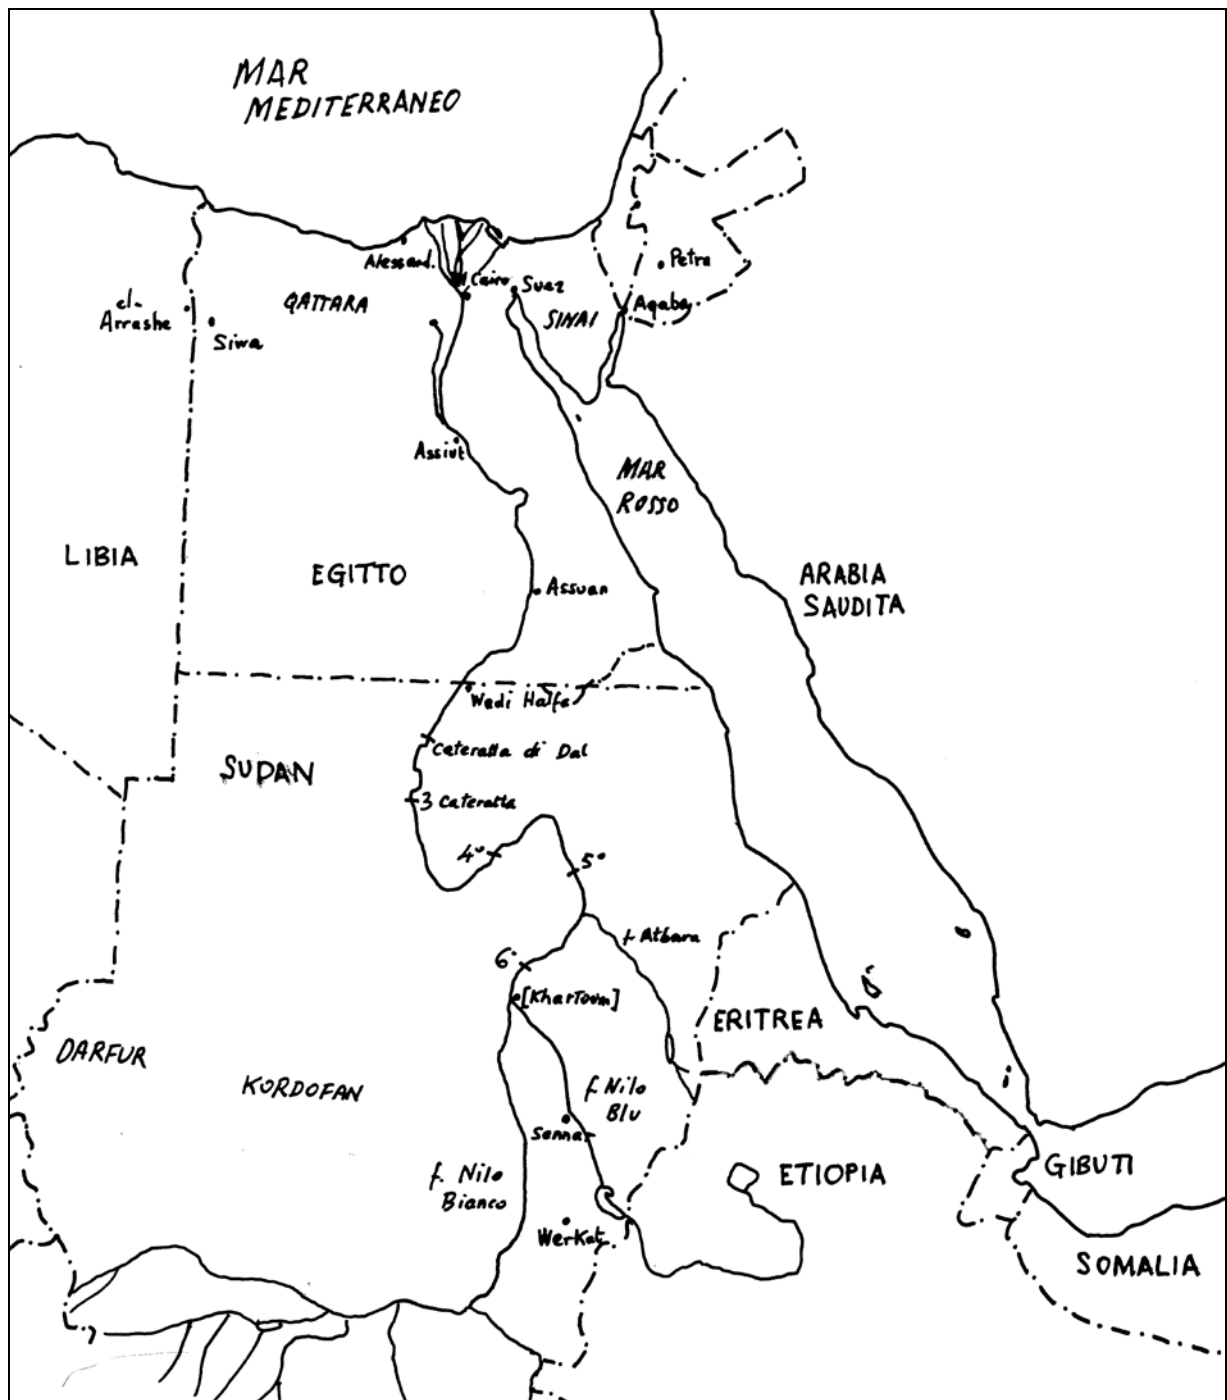 MAR
MEDITERRANEO
Alessand.
Cairo
Suez
Petra
Aqaba
SINAI
QATTARA
el-
Arrashe
Siwa
Assiut
MAR
ROSSO
LIBIA
EGITTO
Assuan
ARABIA
SAUDITA
Wadi Halfa
Cateratta di Dal
SUDAN
3 Cateratta
4°
5°
f Atbara
6°
[Khartoum]
ERITREA
DARFUR
KORDOFAN
f. Nilo
Blu
Sennar
f. Nilo
Bianco
ETIOPIA
GIBUTI
Werkat
SOMALIA